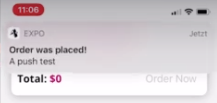 11:06
EXPO Jetzt
Order was placed!
A push test
Total: $0 Order Now